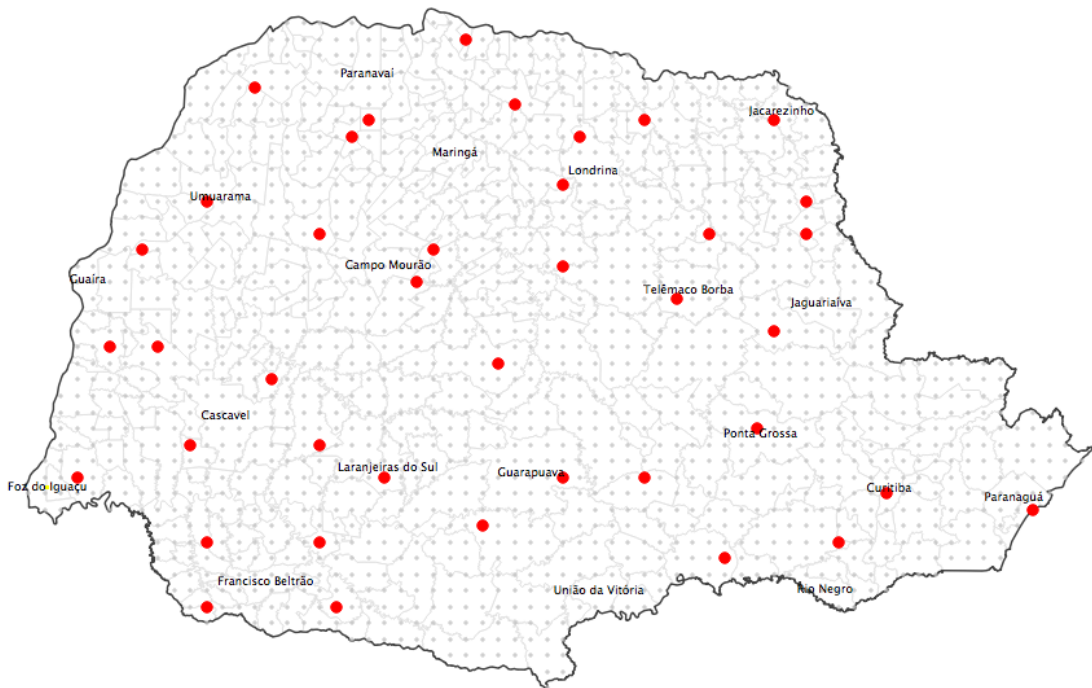 Paranavaí
Jacarezinho
Maringá
Londrina
Umuarama
Campo Mourão
Guaíra
Telêmaco Borba
Jaguariaíva
Cascavel
Ponta Grossa
Laranjeiras do Sul
Guarapuava
Foz do Iguaçu
Curitiba
Paranaguá
Francisco Beltrão
União da Vitória
Rio Negro